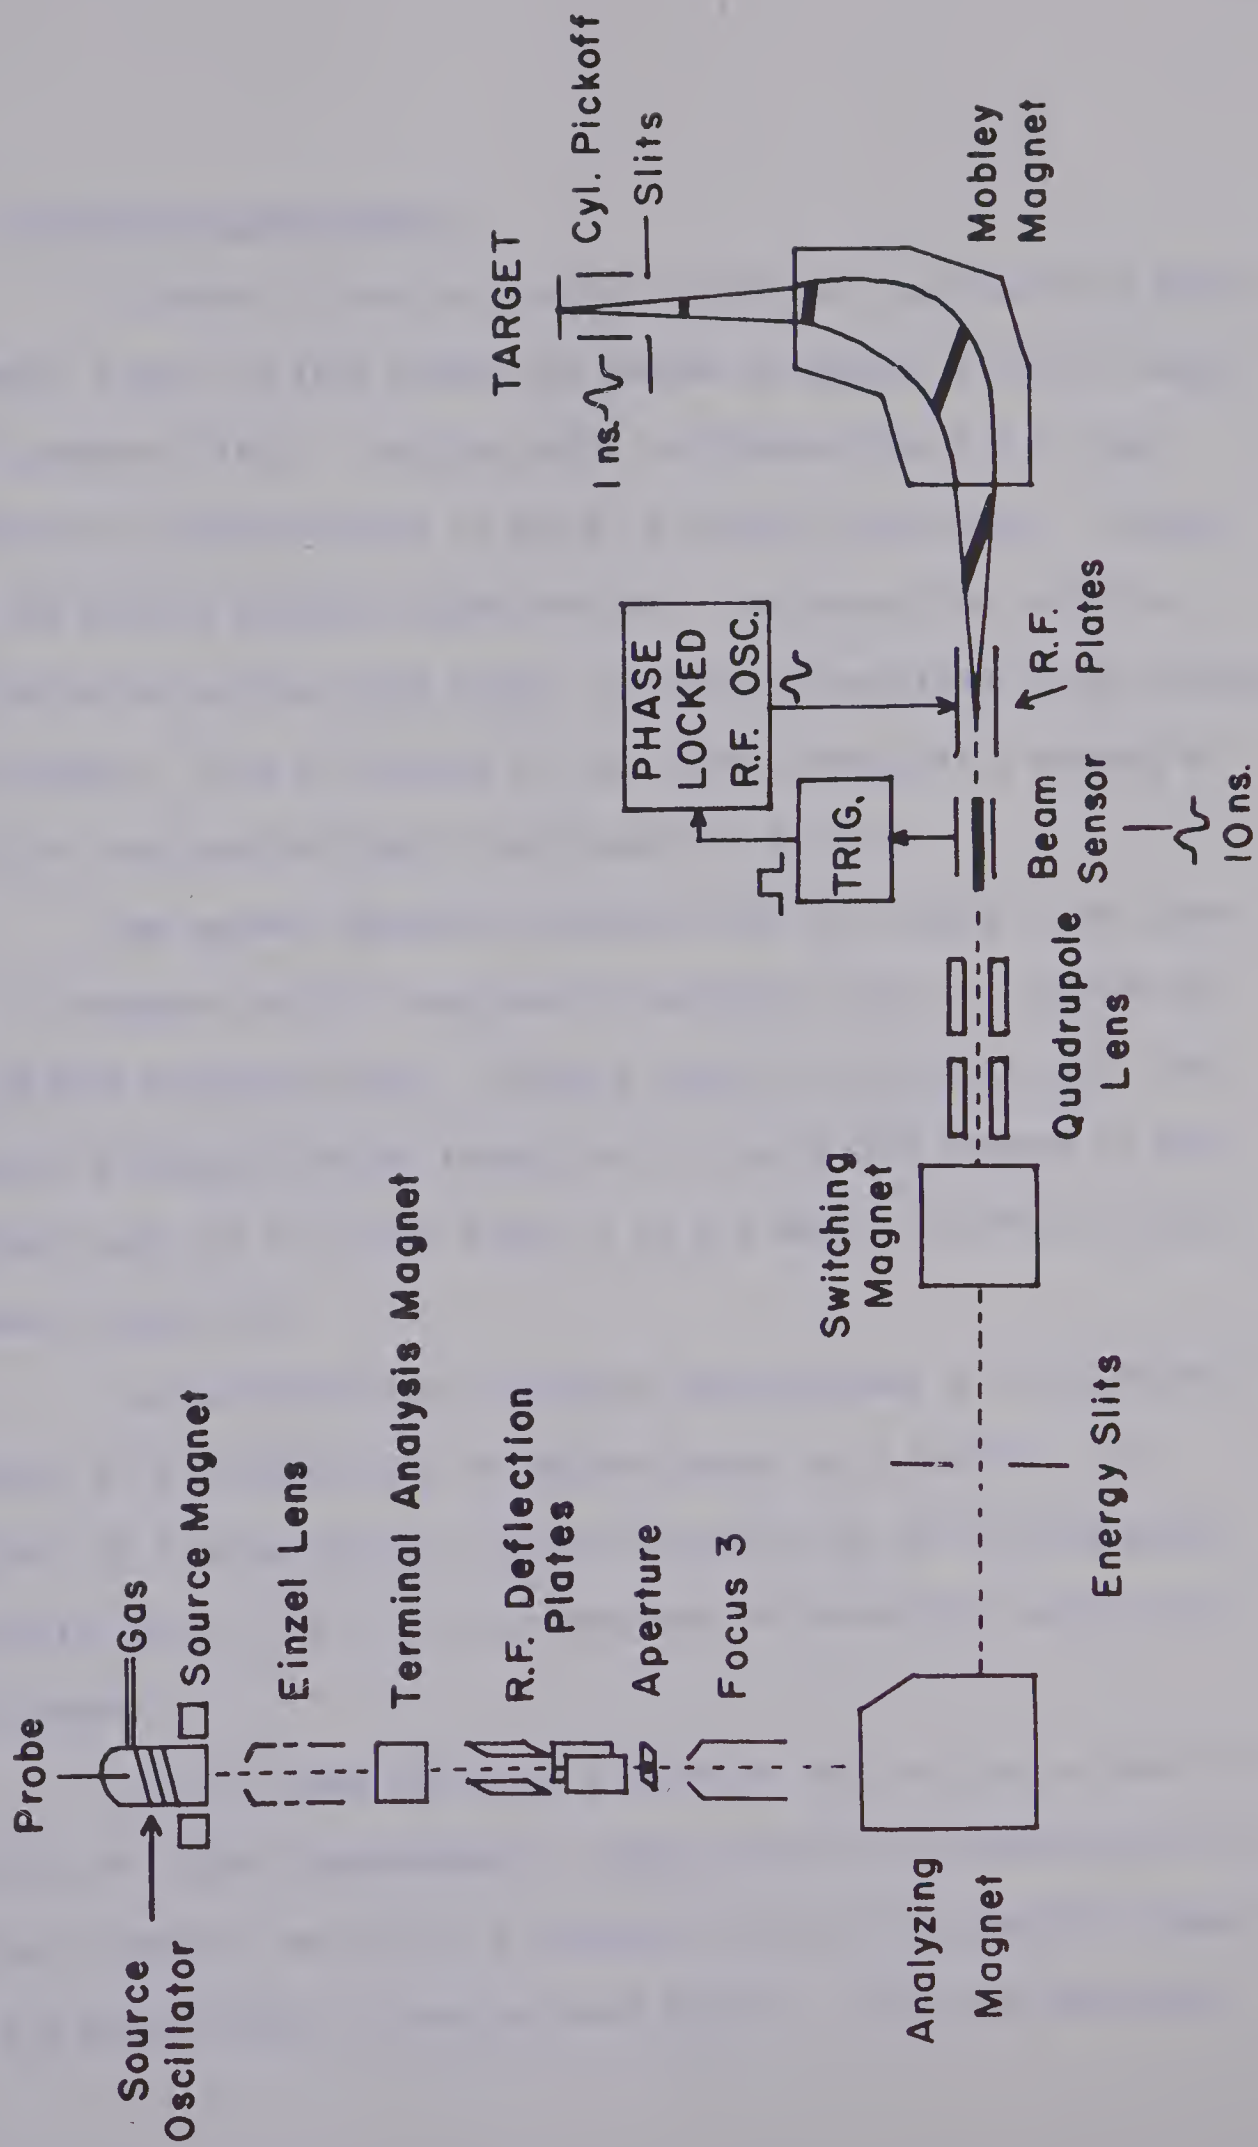 Probe
Gas
Source
Oscillator
Source Magnet
Einzel Lens
Terminal Analysis Magnet
R.F. Deflection
Plates
Aperture
Focus 3
Analyzing
Magnet
Energy Slits
Switching
Magnet
Quadrupole
Lens
Beam
Sensor
10 ns.
TRIG.
PHASE
LOCKED
R.F. OSC.
R.F.
Plates
Mobley
Magnet
TARGET
1 ns.
Cyl. Pickoff
Slits